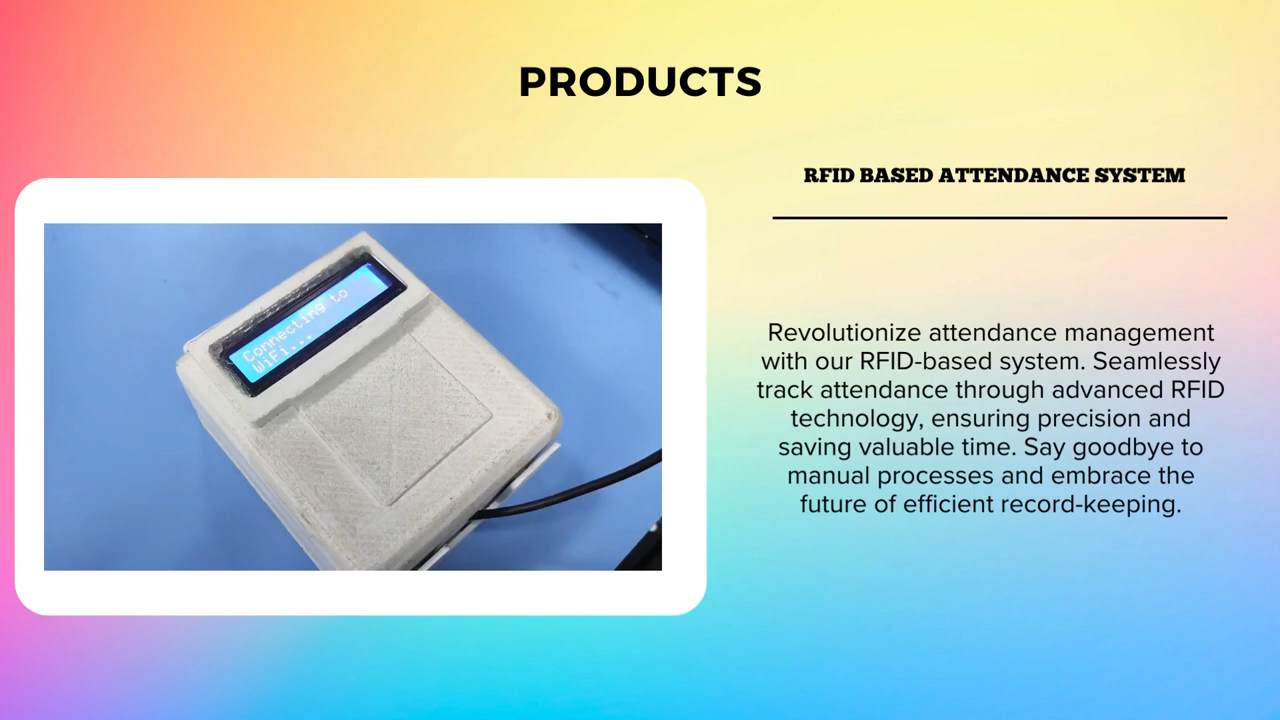 PRODUCTS
RFID BASED ATTENDANCE SYSTEM
Connecting to
WiFi...
Revolutionize attendance management
with our RFID-based system. Seamlessly
track attendance through advanced RFID
technology, ensuring precision and
saving valuable time. Say goodbye to
manual processes and embrace the
future of efficient record-keeping.